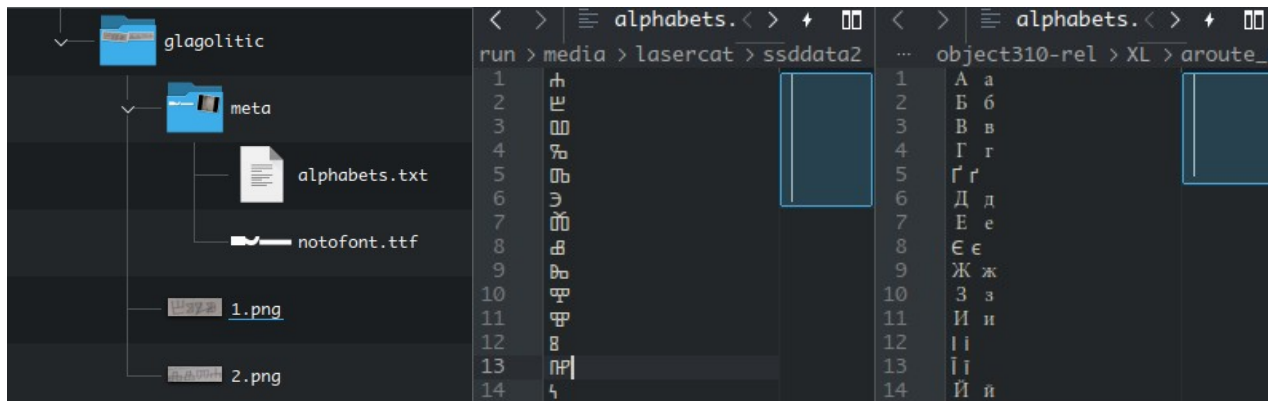 glagolitic
meta
alphabets.txt
notofont.ttf
1.png
2.png
alphabets.
run > media > lasercat > ssddata2
1 ⰰ
2 ⰱ
3 ⰲ
4 ⰳ
5 ⰴ
6 ⰵ
7 ⰶ
8 ⰷ
9 ⰸ
10 ⰹ
11 ⰺ
12 ⰻ
13 ⰼ
14 ⰽ
alphabets.
... object310-rel > XL > aroute_
1 А а
2 Б б
3 В в
4 Г г
5 Ґ ґ
6 Д д
7 Е е
8 Є є
9 Ж ж
10 З з
11 И и
12 І і
13 Ї ї
14 Й й